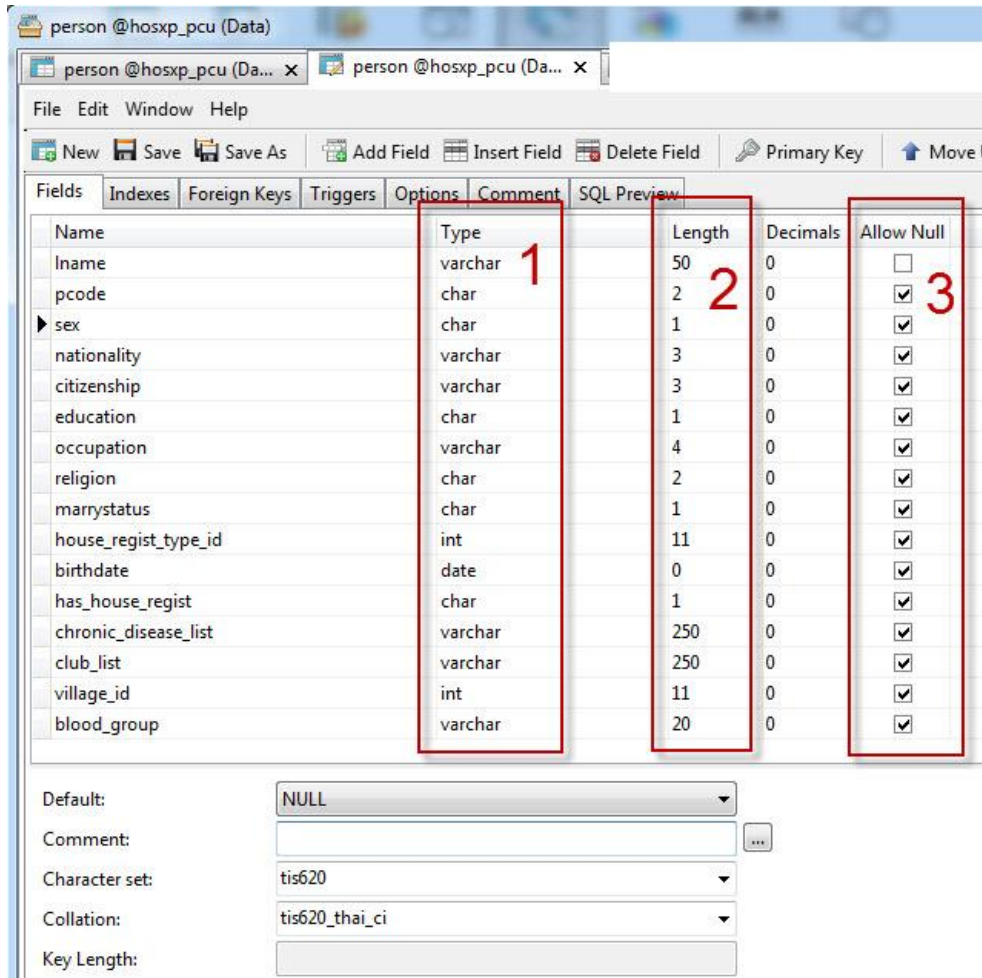 person @hosxp_pcu (Data)
person @hosxp_pcu (Da... x person @hosxp_pcu (Da... x
File Edit Window Help
New Save Save As Add Field Insert Field Delete Field Primary Key Move
Fields Indexes Foreign Keys Triggers Options Comment SQL Preview
Name Type Length Decimals Allow Null
lname varchar 50 0
1 2 3
pcode char 2 0
sex char 1 0
nationality varchar 3 0
citizenship varchar 3 0
education char 1 0
occupation varchar 4 0
religion char 2 0
marrystatus char 1 0
house_regist_type_id int 11 0
birthdate date 0 0
has_house_regist char 1 0
chronic_disease_list varchar 250 0
club_list varchar 250 0
village_id int 11 0
blood_group varchar 20 0
Default: NULL
Comment: ...
Character set: tis620
Collation: tis620_thai_ci
Key Length: